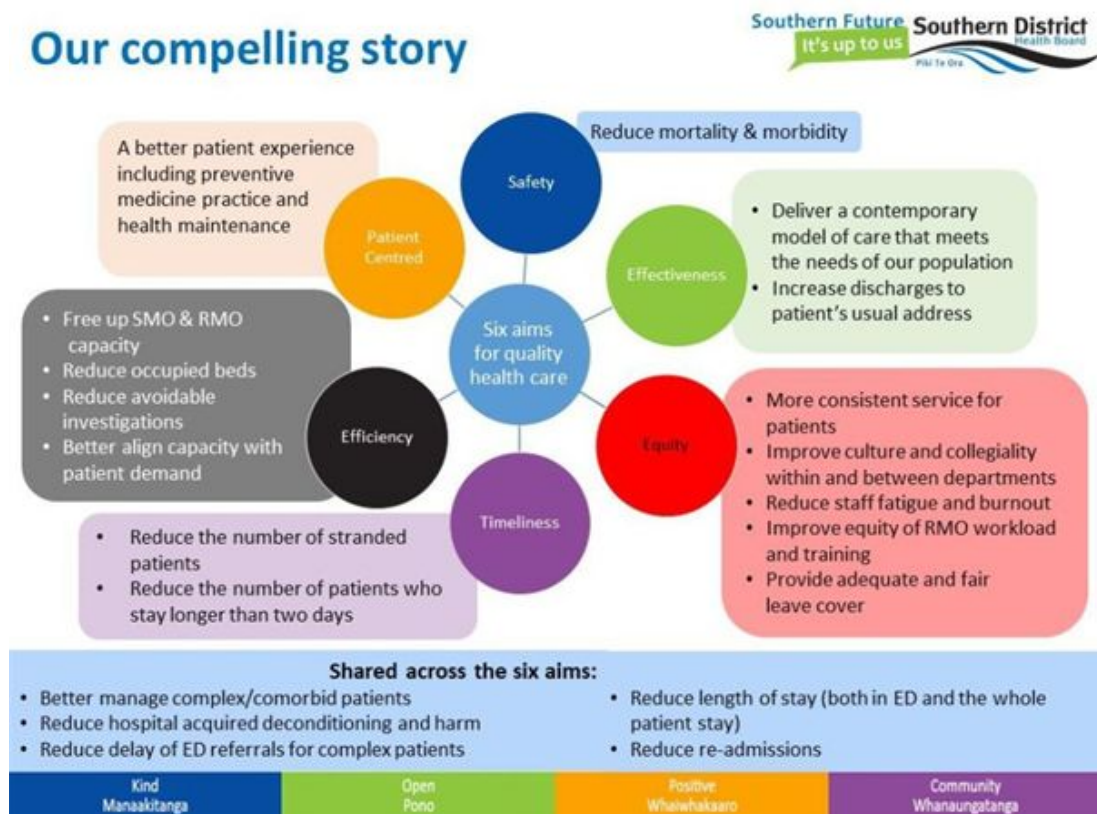 Our compelling story
Southern Future
It's up to us
Southern District
Health Board
Piki Te Ora
A better patient experience
including preventive
medicine practice and
health maintenance
Patient
Centred
Safety
Reduce mortality & morbidity
Effectiveness
• Deliver a contemporary
model of care that meets
the needs of our population
• Increase discharges to
patient's usual address
Six aims
for quality
health care
• Free up SMO & RMO
capacity
• Reduce occupied beds
• Reduce avoidable
investigations
• Better align capacity with
patient demand
Efficiency
Equity
• More consistent service for
patients
• Improve culture and collegiality
within and between departments
• Reduce staff fatigue and burnout
• Improve equity of RMO workload
and training
• Provide adequate and fair
leave cover
Timeliness
• Reduce the number of stranded
patients
• Reduce the number of patients who
stay longer than two days
Shared across the six aims:
• Better manage complex/comorbid patients
• Reduce hospital acquired deconditioning and harm
• Reduce delay of ED referrals for complex patients
• Reduce length of stay (both in ED and the whole
patient stay)
• Reduce re-admissions
Kind
Manaakitanga
Open
Pono
Positive
Whaiwhakaaro
Community
Whanaungatanga